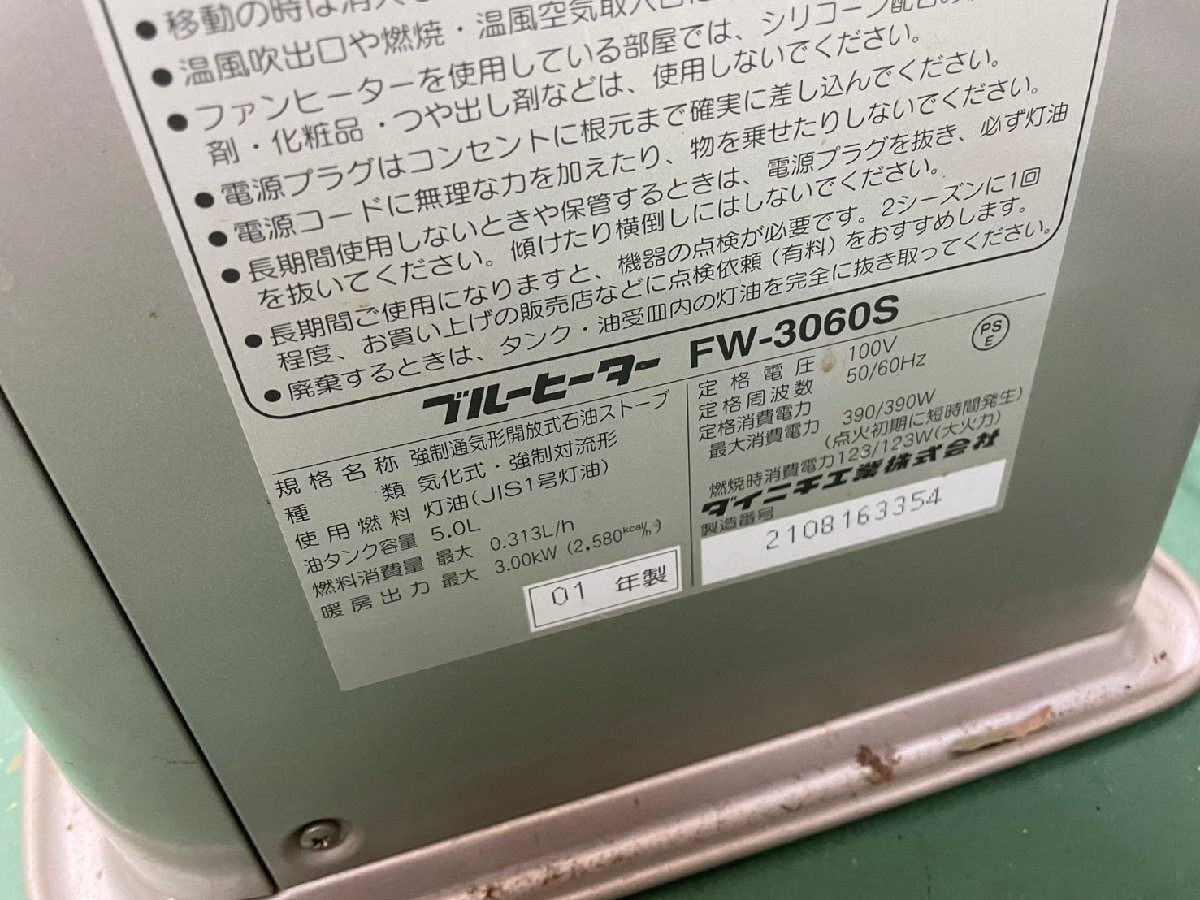 ●移動の時は消火
●温風吹出口や燃焼・温風空気取入口に
●ファンヒーターを使用している部屋では、シリコーン配合の
剤・化粧品・つや出し剤などは、使用しないでください。
●電源プラグはコンセントに根元まで確実に差し込んでください。
●電源コードに無理な力を加えたり、物を乗せたりしないでください。
●長期間使用しないときや保管するときは、電源プラグを抜き、必ず灯油
を抜いてください。傾けたり横倒しにはしないでください。
●長期間ご使用になりますと、機器の点検が必要です。2シーズンに1回
程度、お買い上げの販売店などに点検依頼(有料)をおすすめします。
●廃棄するときは、タンク・油受皿内の灯油を完全に抜き取ってください。
ブルーヒーター FW-3060S
規格名称 強制通気形開放式石油ストーブ
種類 気化式・強制対流形
使用燃料 灯油(JIS1号灯油)
油タンク容量 5.0L
燃料消費量 最大 0.313L/h
暖房出力 最大 3.00kW (2,580kcal/h)
01 年製
定格電圧 100V
定格周波数 50/60Hz
定格消費電力
最大消費電力 390/390W
(点火初期に短時間発生)
燃焼時消費電力123/123W(大火力)
ダイニチ工業株式会社
製造番号
2108163354
PS
E